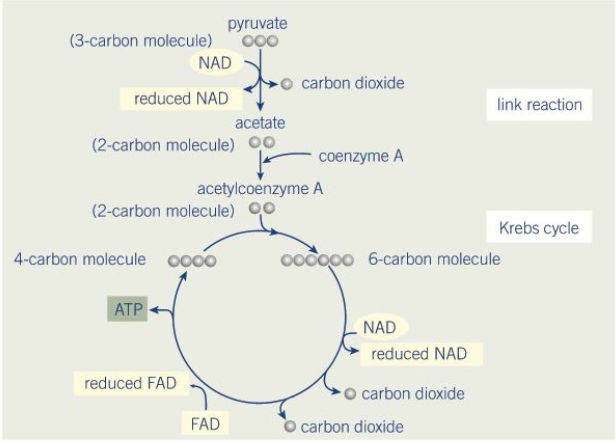 pyruvate
(3-carbon molecule)
NAD
carbon dioxide
reduced NAD
link reaction
acetate
(2-carbon molecule)
coenzyme A
acetylcoenzyme A
(2-carbon molecule)
Krebs cycle
4-carbon molecule
6-carbon molecule
ATP
NAD
reduced NAD
reduced FAD
carbon dioxide
FAD
carbon dioxide